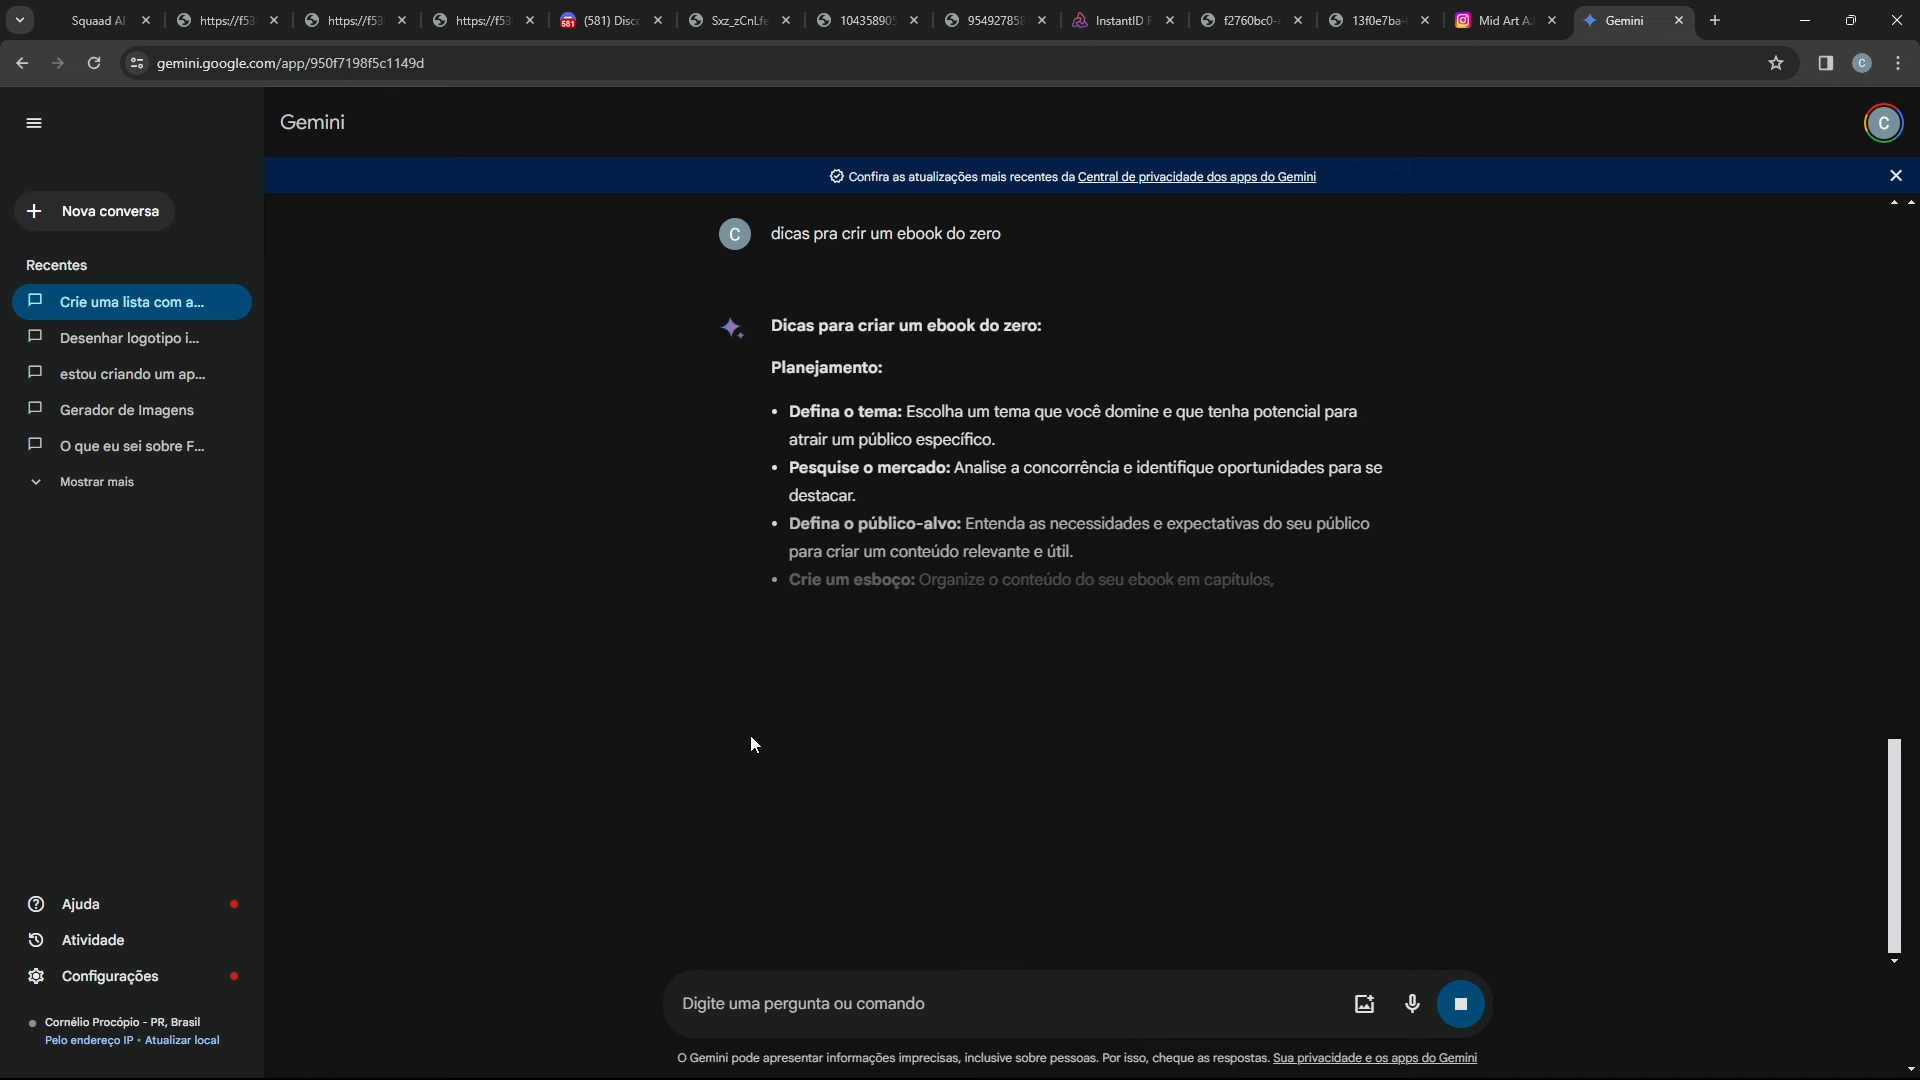 Squaad AI
https://f53
https://f53
https://f53
(581) Disc
Sxz_zCnLfe
104358905
954927858
InstantID F
f2760bc0-
13f0e7ba-
Mid Art A
Gemini
gemini.google.com/app/950f7198f5c1149d
C
Gemini
C
Confira as atualizações mais recentes da Central de privacidade dos apps do Gemini
Nova conversa
Recentes
Crie uma lista com a...
Desenhar logotipo i...
estou criando um ap...
Gerador de Imagens
O que eu sei sobre F...
Mostrar mais
C
dicas pra crir um ebook do zero
Dicas para criar um ebook do zero:
Planejamento:
• Defina o tema: Escolha um tema que você domine e que tenha potencial para
atrair um público específico.
• Pesquise o mercado: Analise a concorrência e identifique oportunidades para se
destacar.
• Defina o público-alvo: Entenda as necessidades e expectativas do seu público
para criar um conteúdo relevante e útil.
• Crie um esboço: Organize o conteúdo do seu ebook em capítulos,
Ajuda
Atividade
Configurações
Cornélio Procópio - PR, Brasil
Pelo endereço IP • Atualizar local
Digite uma pergunta ou comando
O Gemini pode apresentar informações imprecisas, inclusive sobre pessoas. Por isso, cheque as respostas. Sua privacidade e os apps do Gemini